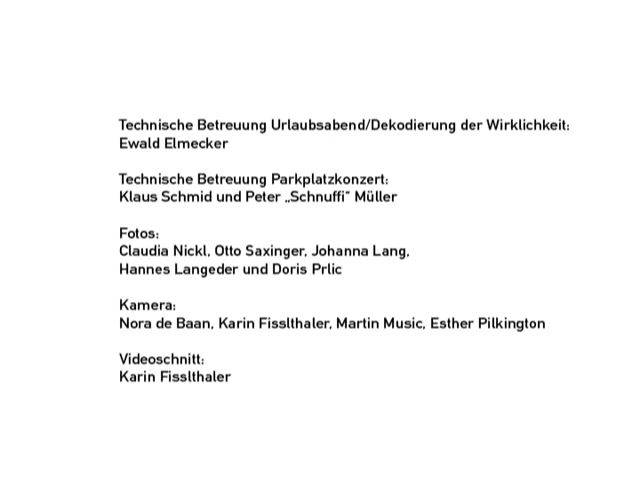 Technische Betreuung Urlaubsabend/Dekodierung der Wirklichkeit:
Ewald Elmecker
Technische Betreuung Parkplatzkonzert:
Klaus Schmid und Peter „Schnuffi“ Müller
Fotos:
Claudia Nickl, Otto Saxinger, Johanna Lang,
Hannes Langeder und Doris Prlic
Kamera:
Nora de Baan, Karin Fisslthaler, Martin Music, Esther Pilkington
Videoschnitt:
Karin Fisslthaler